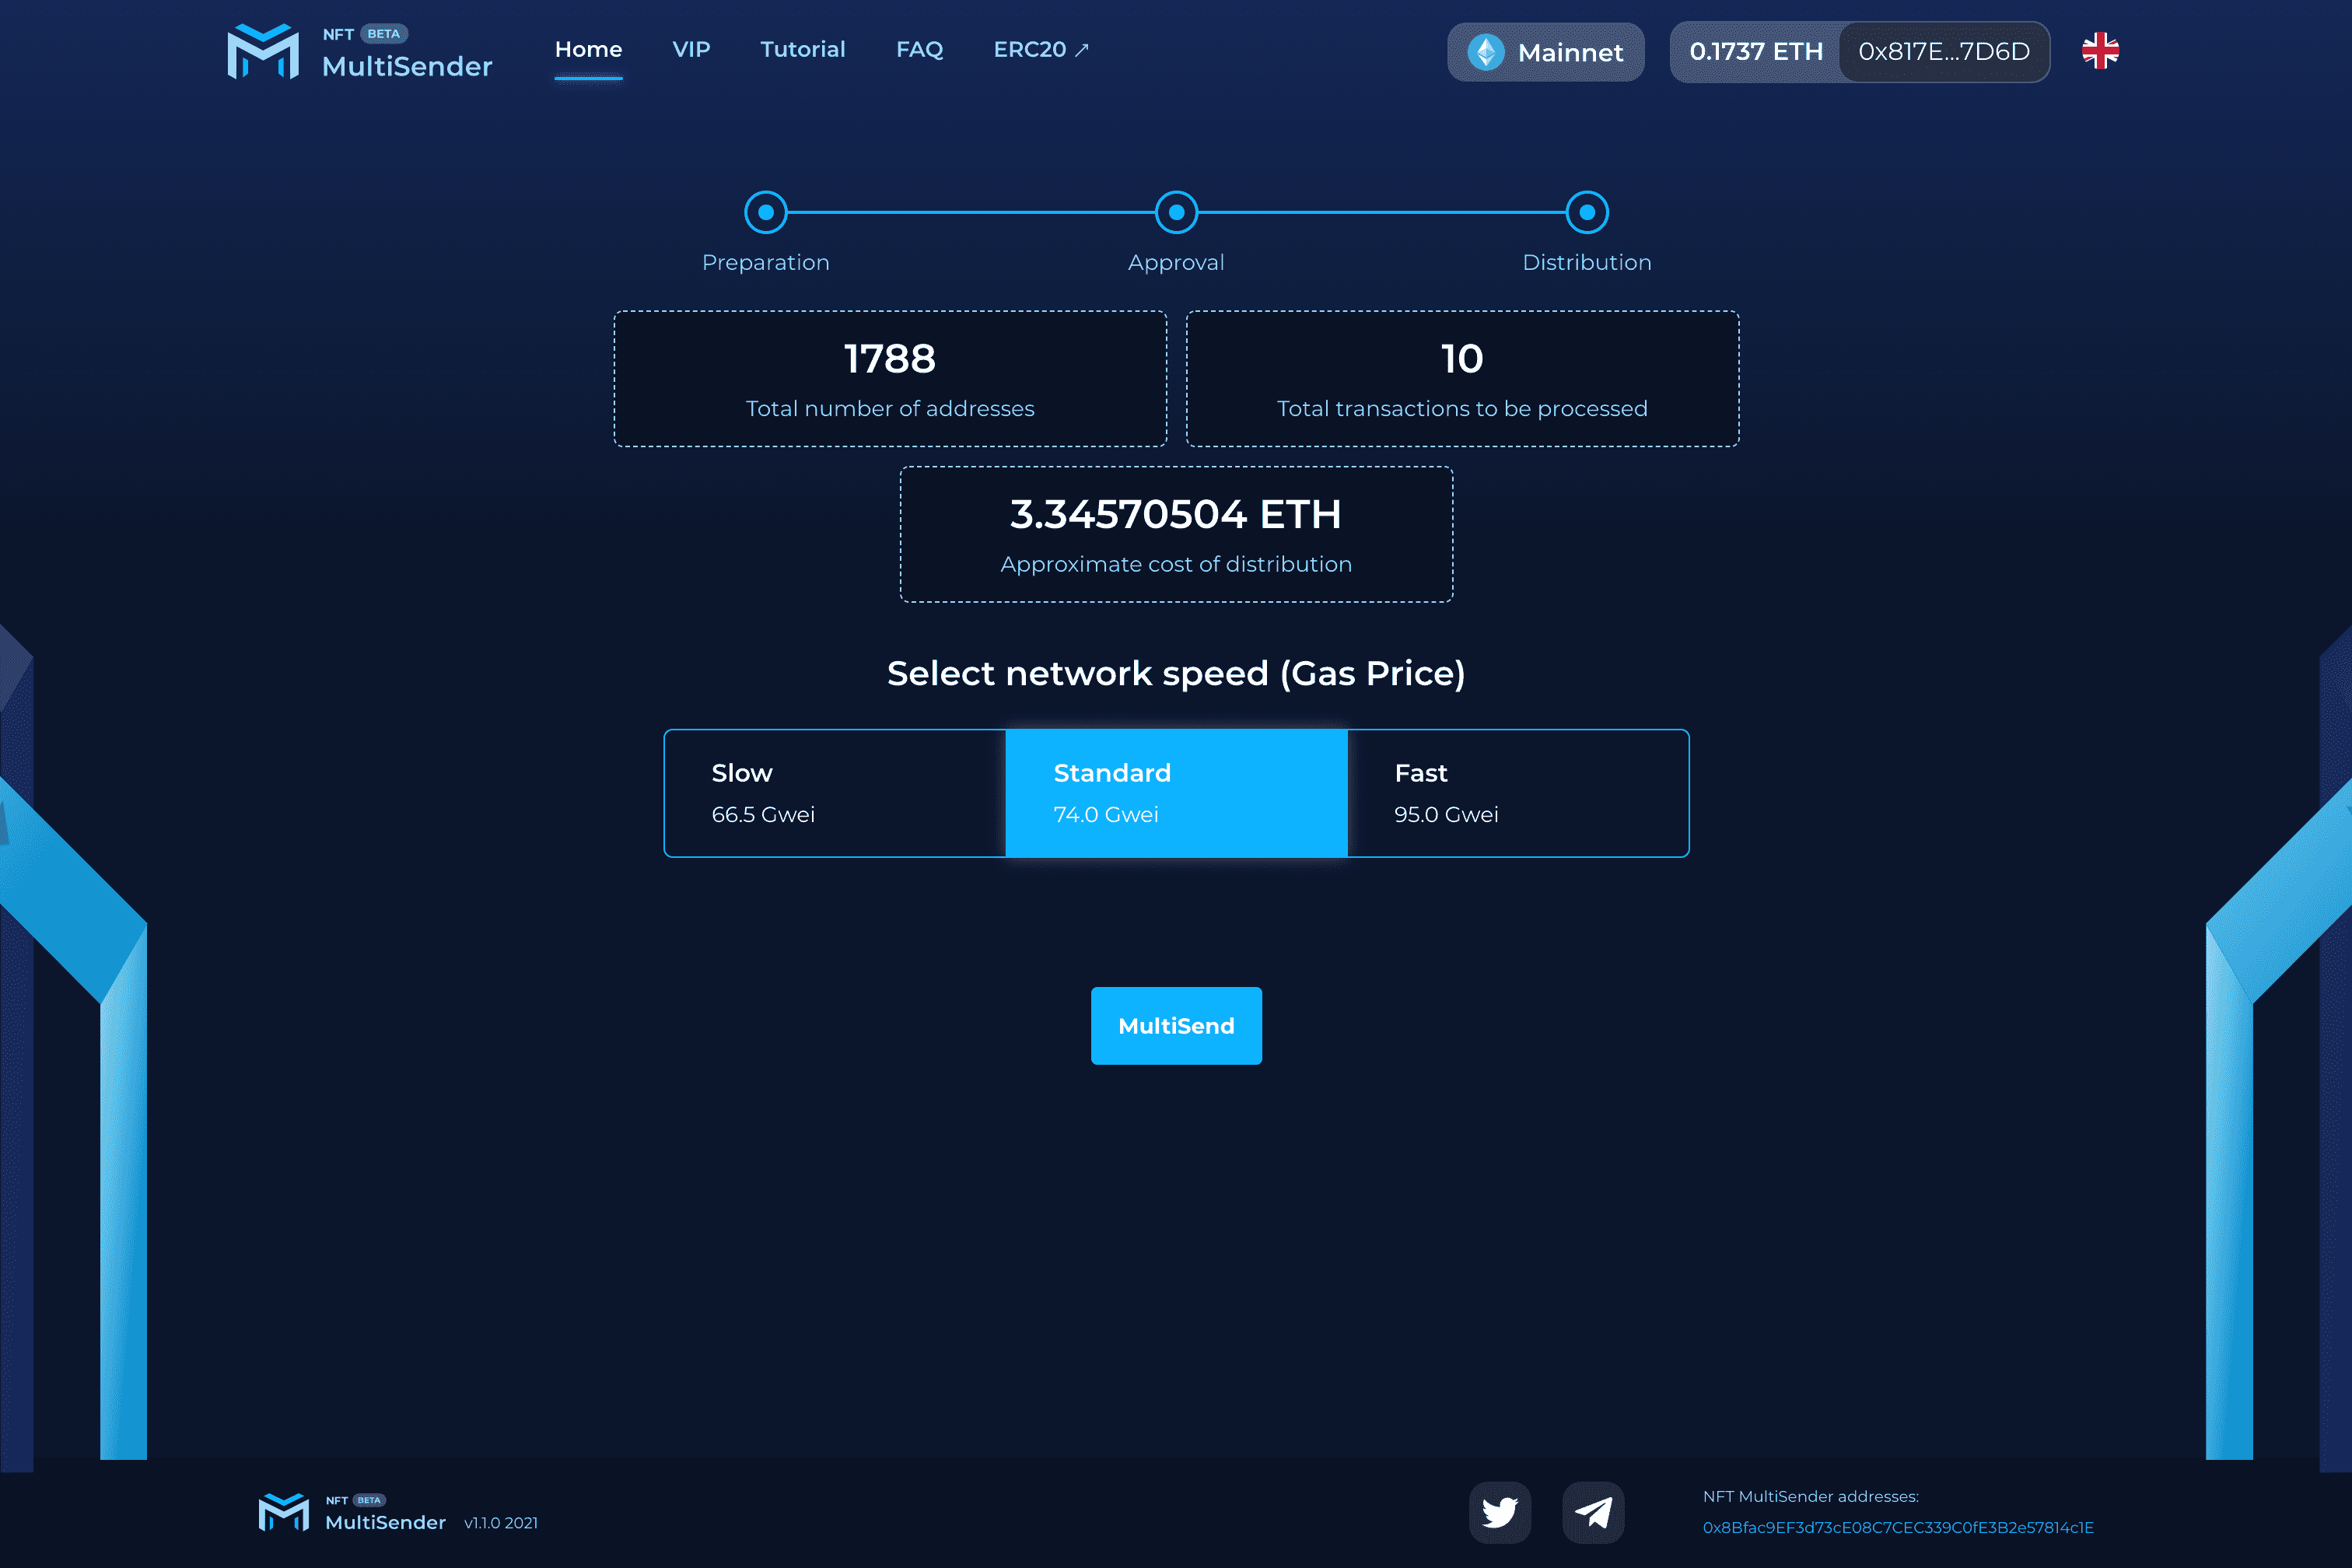 NFT BETA
MultiSender
Home VIP Tutorial FAQ ERC20 ↗
Mainnet
0.1737 ETH 0x817E...7D6D
Preparation Approval Distribution
1788
Total number of addresses
10
Total transactions to be processed
3.34570504 ETH
Approximate cost of distribution
Select network speed (Gas Price)
Slow
66.5 Gwei
Standard
74.0 Gwei
Fast
95.0 Gwei
MultiSend
NFT BETA
MultiSender v1.1.0 2021
NFT MultiSender addresses:
0x8Bfac9EF3d73cE08C7CEC339C0fE3B2e57814c1E